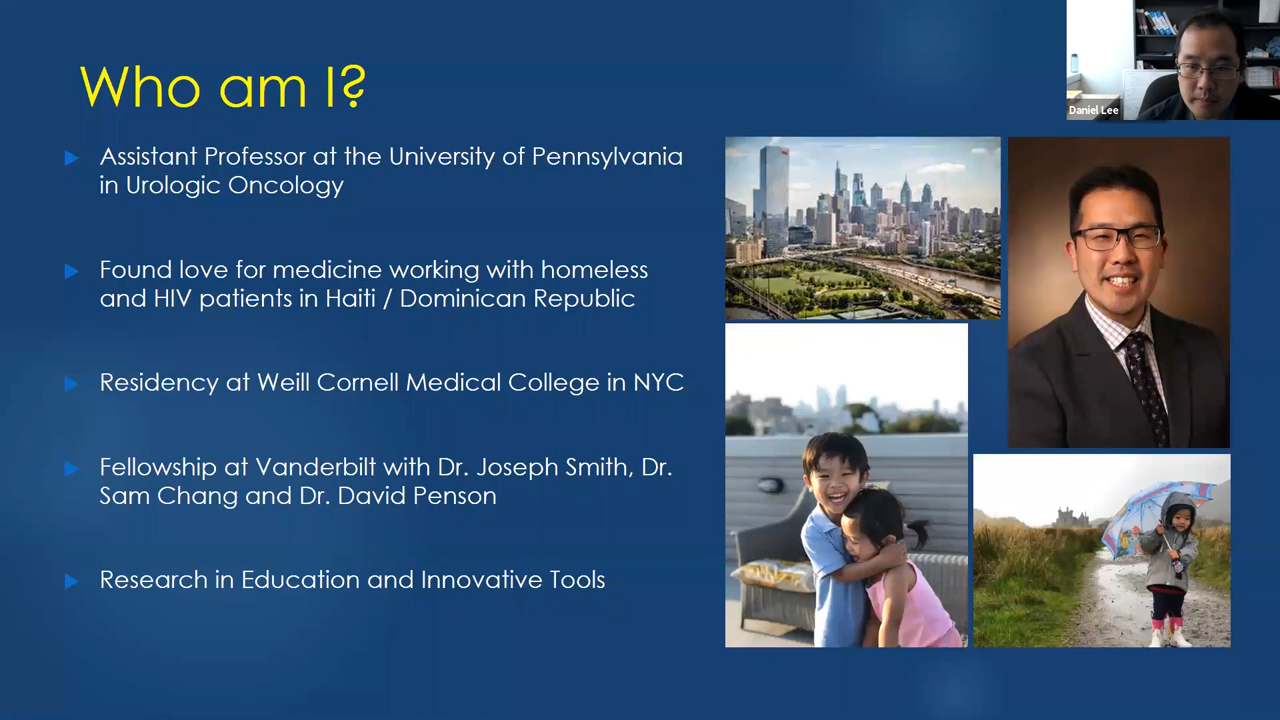 Who am I?
Assistant Professor at the University of Pennsylvania
in Urologic Oncology
Found love for medicine working with homeless
and HIV patients in Haiti / Dominican Republic
Residency at Weill Cornell Medical College in NYC
Fellowship at Vanderbilt with Dr. Joseph Smith, Dr.
Sam Chang and Dr. David Penson
Research in Education and Innovative Tools
Daniel Lee